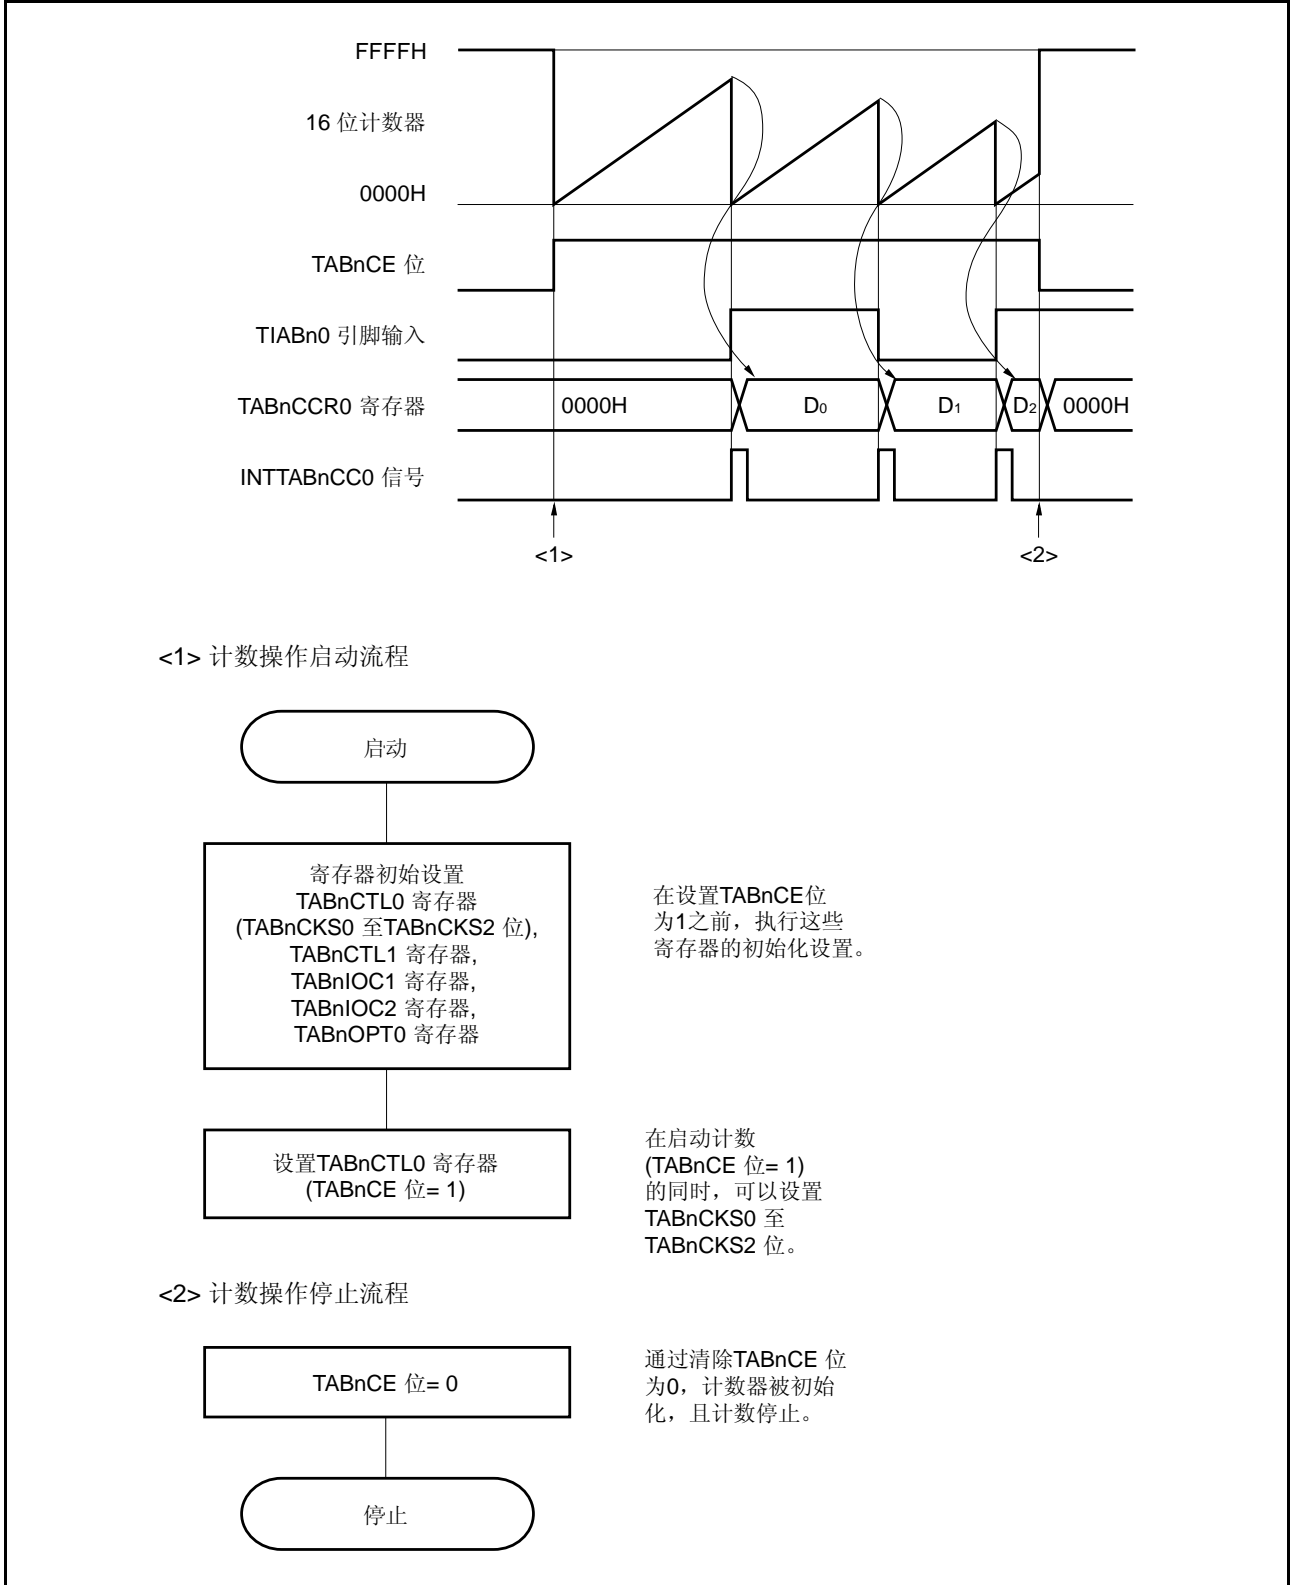 FFFFH
16 位计数器
0000H
TABnCE 位
TIABn0 引脚输入
TABnCCR0 寄存器
0000H
D0
D1
D2
0000H
INTTABnCC0 信号
<1>
<2>
<1> 计数操作启动流程
启动
寄存器初始设置
TABnCTL0 寄存器
(TABnCKS0 至TABnCKS2 位),
TABnCTL1 寄存器,
TABnIOC1 寄存器,
TABnIOC2 寄存器,
TABnOPT0 寄存器
在设置TABnCE位
为1之前，执行这些
寄存器的初始化设置。
设置TABnCTL0 寄存器
(TABnCE 位= 1)
在启动计数
(TABnCE 位= 1)
的同时，可以设置
TABnCKS0 至
TABnCKS2 位。
<2> 计数操作停止流程
TABnCE 位= 0
通过清除TABnCE 位
为0，计数器被初始
化，且计数停止。
停止